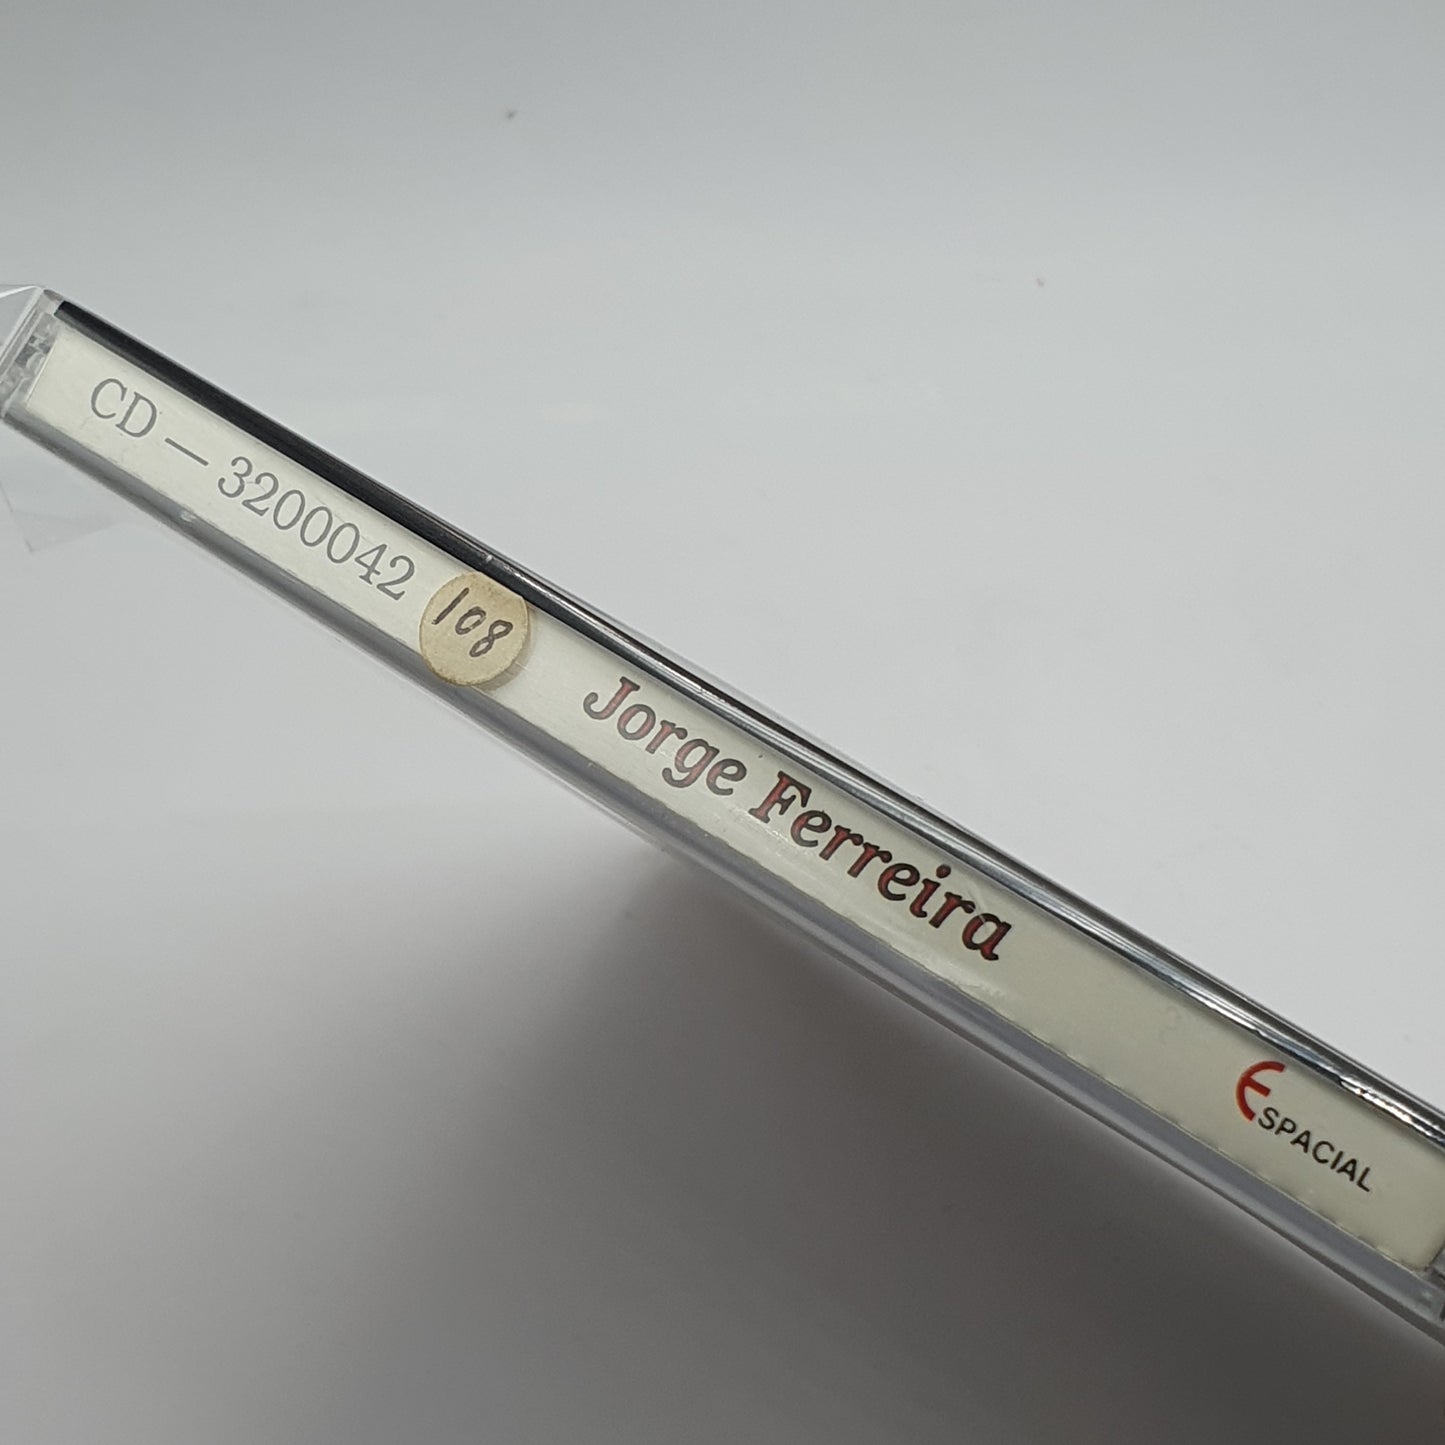 CD — 3200042
108
Jorge Ferreira
ESPACIAL